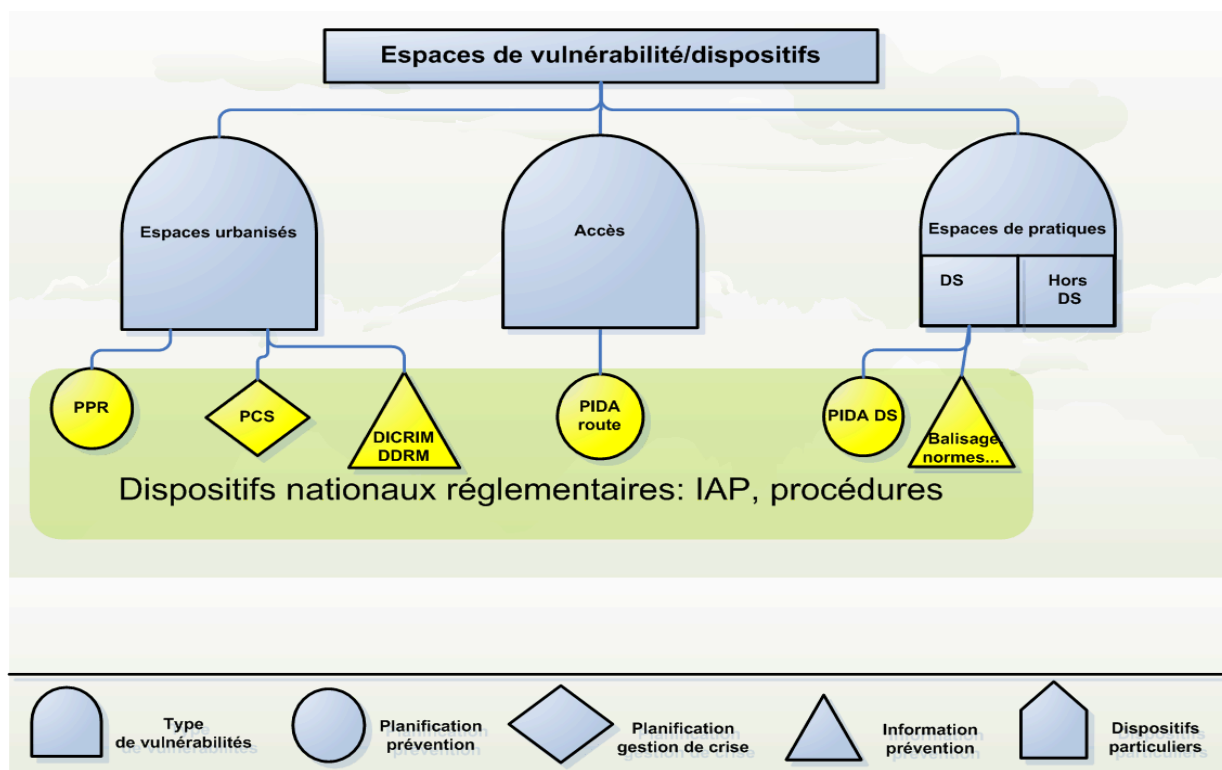 Espaces de vulnérabilité/dispositifs
Espaces urbanisés
Accès
Espaces de pratiques
DS
Hors
DS
PPR
PCS
DICRIM
DDRM
PIDA
route
PIDA DS
Balisage,
normes...
Dispositifs nationaux réglementaires: IAP, procédures
Type
de vulnérabilités
Planification
prévention
Planification
gestion de crise
Information
prévention
Dispositifs
particuliers